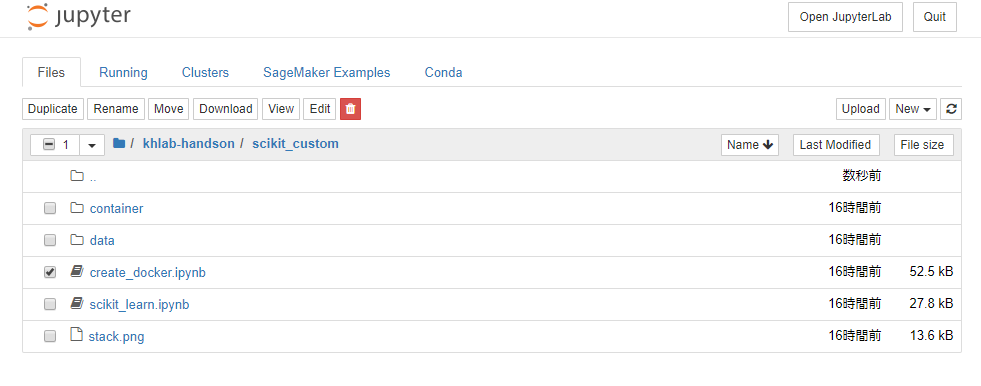 jupyter Open JupyterLab Quit
Files Running Clusters SageMaker Examples Conda
Duplicate Rename Move Download View Edit Upload New
1 / khlab-handson / scikit_custom Name Last Modified File size
.. 数秒前
container 16時間前
data 16時間前
create_docker.ipynb 16時間前 52.5 kB
scikit_learn.ipynb 16時間前 27.8 kB
stack.png 16時間前 13.6 kB